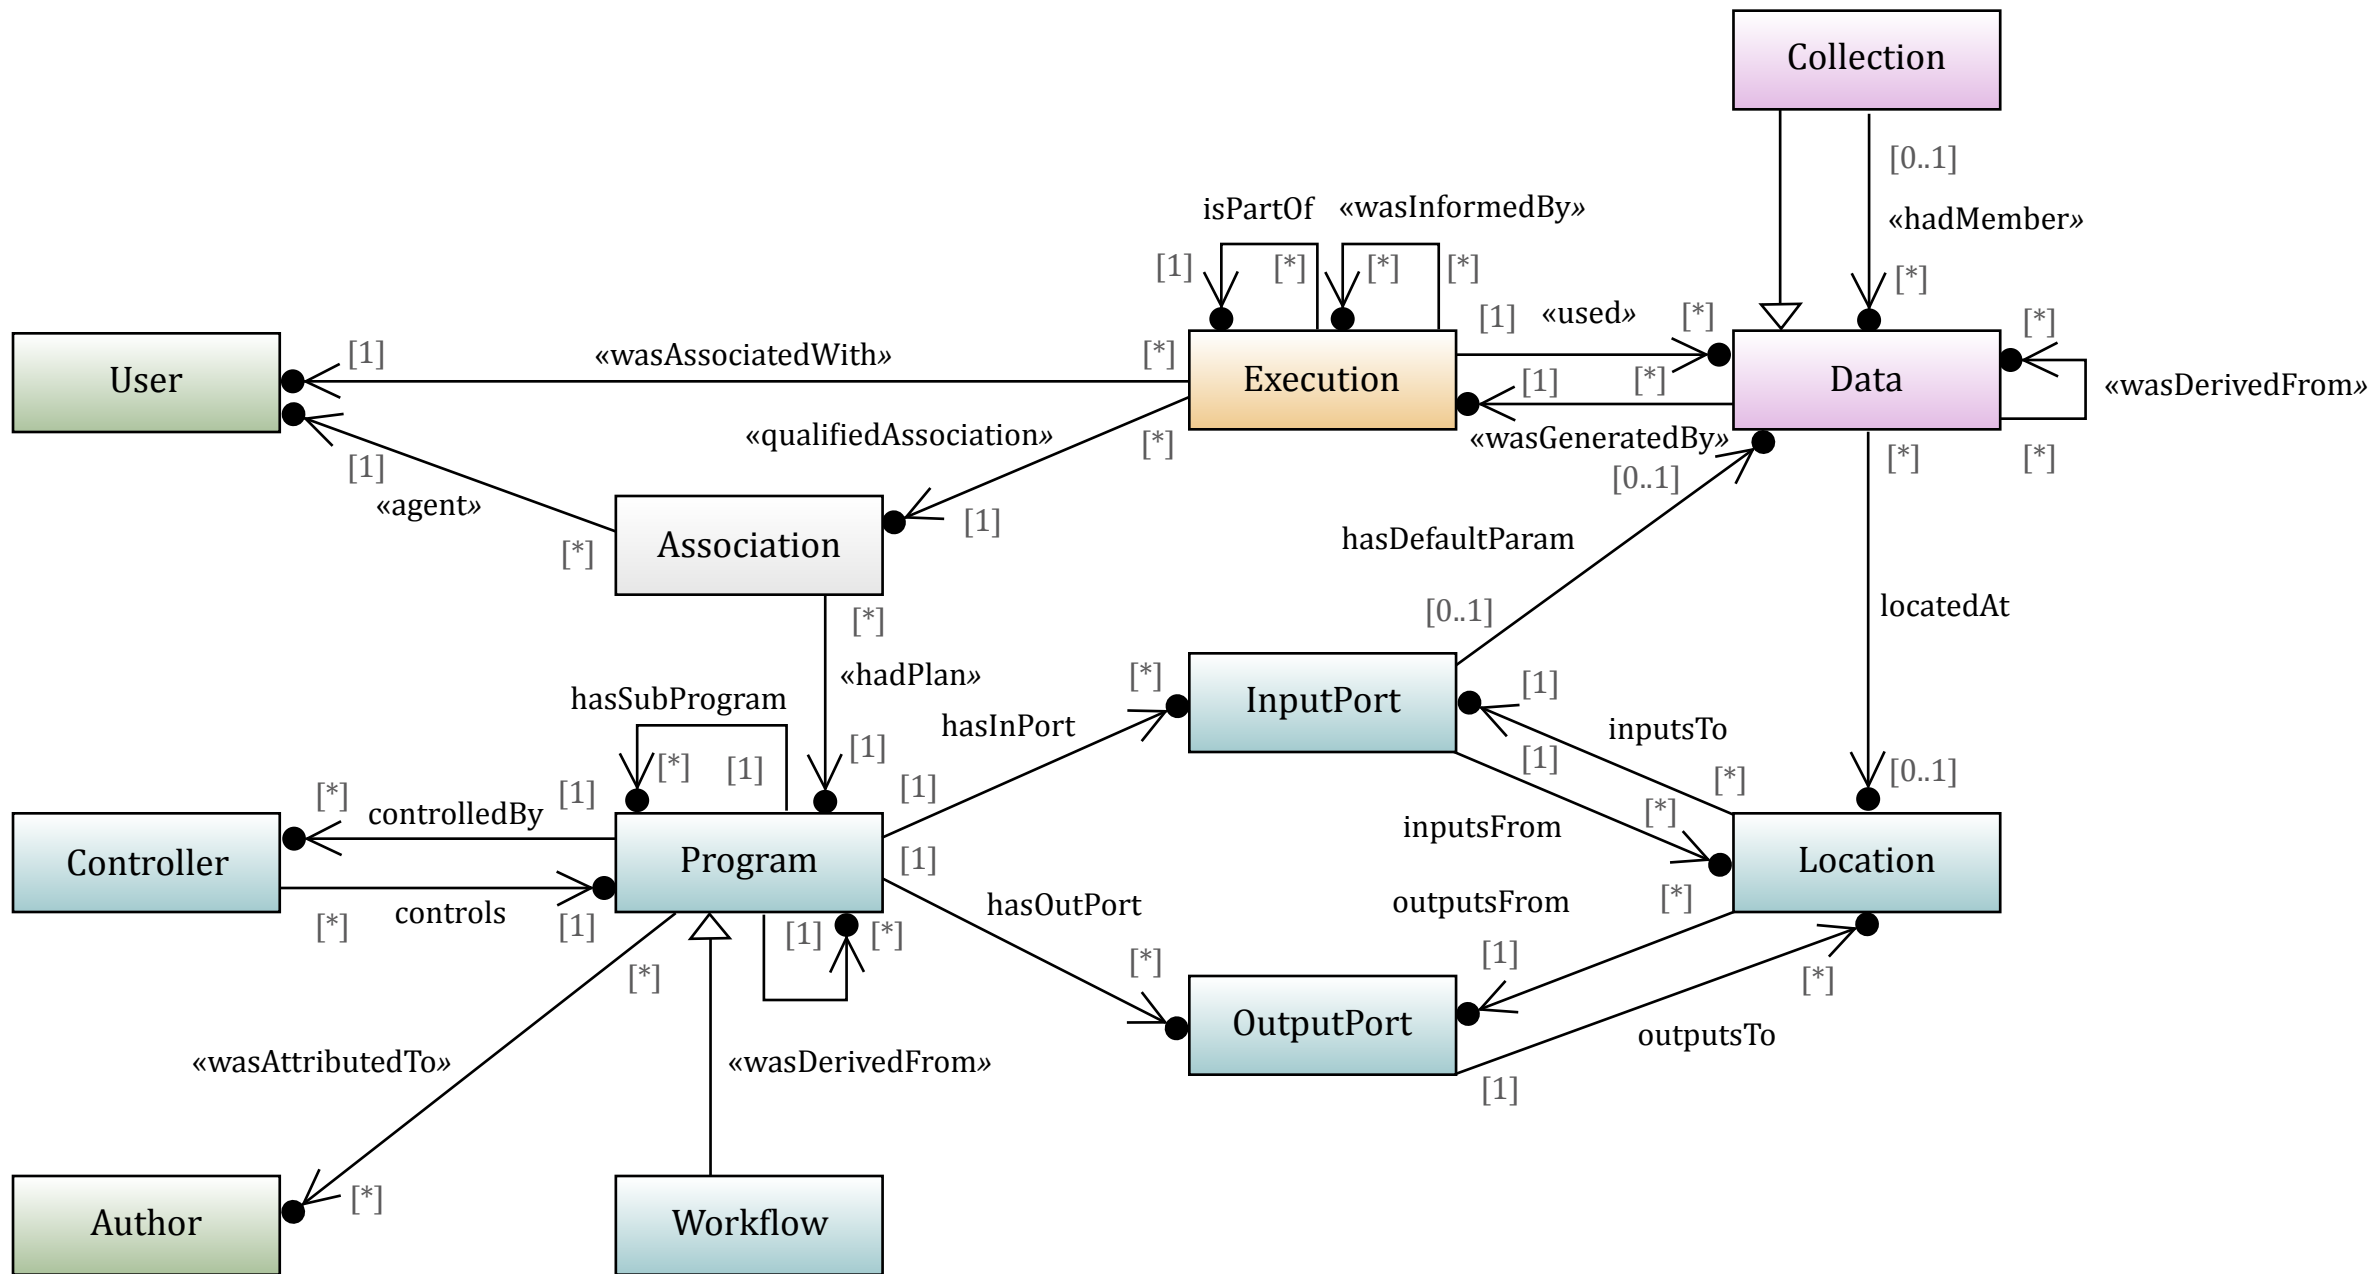 Collection
[0..1]
isPartOf
«wasInformedBy»
«hadMember»
[1]
[*]
[*]
[*]
[*]
[1]
«used»
[*]
[*]
User
[1]
«wasAssociatedWith»
[*]
Execution
[1]
[*]
Data
«wasDerivedFrom»
«qualifiedAssociation»
[*]
«wasGeneratedBy»
[1]
[0..1]
[*]
[*]
«agent»
[1]
[*]
Association
hasDefaultParam
[*]
[0..1]
locatedAt
«hadPlan»
[*]
hasSubProgram
InputPort
[1]
hasInPort
inputsTo
[*]
[1]
[1]
[1]
[1]
[*]
[0..1]
[*]
controlledBy
[1]
[*]
inputsFrom
Controller
Program
[1]
Location
[*]
controls
[1]
[1]
[*]
hasOutPort
outputsFrom
[*]
[*]
[*]
[1]
[*]
OutputPort
outputsTo
«wasAttributedTo»
«wasDerivedFrom»
[1]
[*]
Author
Workflow